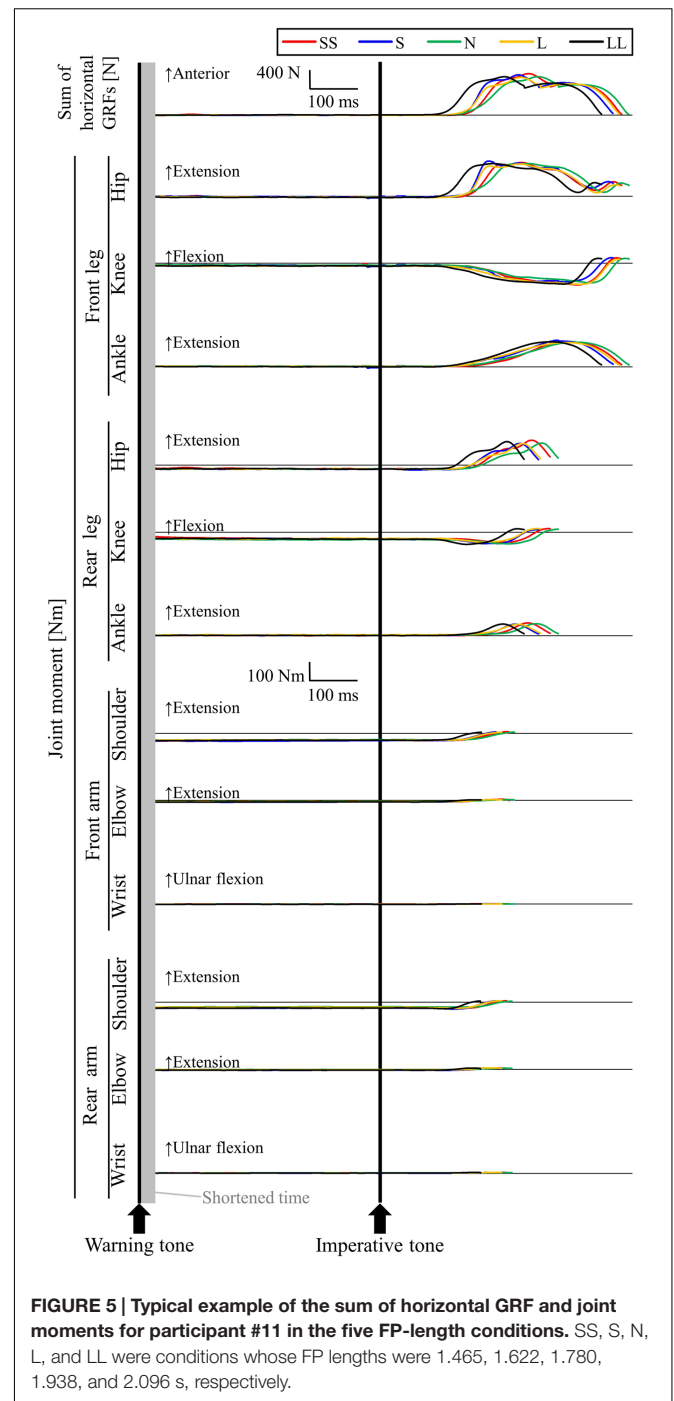 SS S N L LL
Sum of
horizontal
GRFs [N]
↑Anterior
400 N
100 ms
Joint moment [Nm]
Front leg
Hip
↑Extension
Knee
↑Flexion
Ankle
↑Extension
Rear leg
Hip
↑Extension
Knee
↑Flexion
Ankle
↑Extension
100 Nm
100 ms
Front arm
Shoulder
↑Extension
Elbow
↑Extension
Wrist
↑Ulnar flexion
Rear arm
Shoulder
↑Extension
Elbow
↑Extension
Wrist
↑Ulnar flexion
Shortened time
Warning tone
Imperative tone
FIGURE 5 | Typical example of the sum of horizontal GRF and joint
moments for participant #11 in the five FP-length conditions. SS, S, N,
L, and LL were conditions whose FP lengths were 1.465, 1.622, 1.780,
1.938, and 2.096 s, respectively.